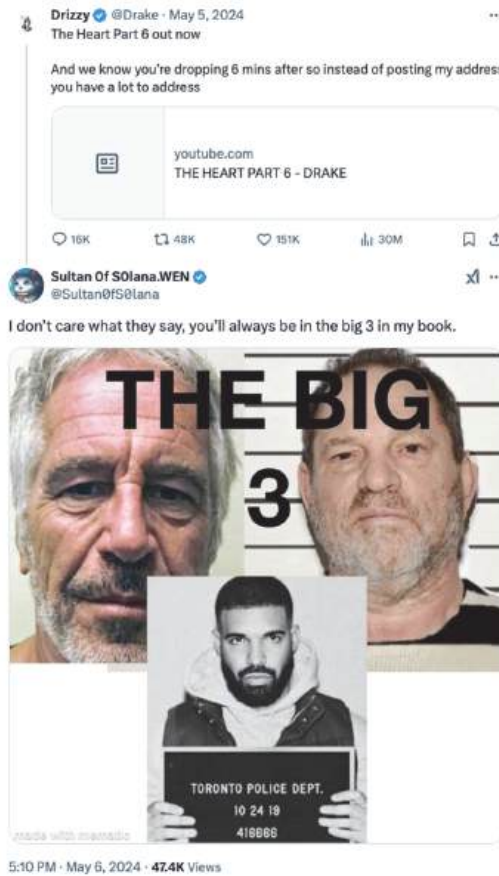 Drizzy @Drake · May 5, 2024
The Heart Part 6 out now
And we know you're dropping 6 mins after so instead of posting my address
you have a lot to address
youtube.com
THE HEART PART 6 - DRAKE
16K 48K 151K 30M
Sultan Of S0lana.WEN
@Sultan0fS0lana
I don't care what they say, you'll always be in the big 3 in my book.
THE BIG
3
TORONTO POLICE DEPT.
10 24 19
416666
made with mematic
5:10 PM · May 6, 2024 · 47.4K Views